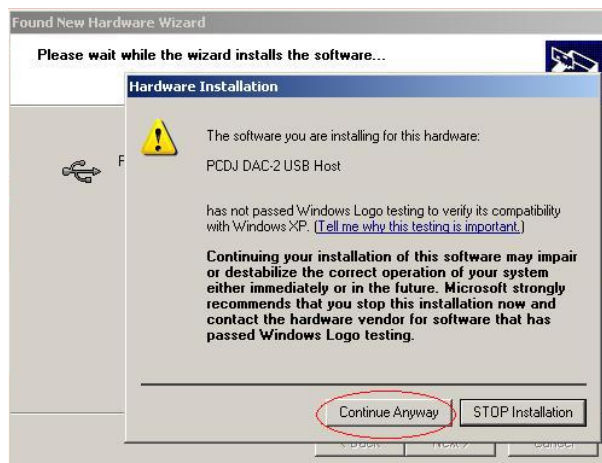 Found New Hardware Wizard
Please wait while the wizard installs the software...
Hardware Installation
The software you are installing for this hardware:
PCDJ DAC-2 USB Host
has not passed Windows Logo testing to verify its compatibility
with Windows XP. (Tell me why this testing is important.)
Continuing your installation of this software may impair
or destabilize the correct operation of your system
either immediately or in the future. Microsoft strongly
recommends that you stop this installation now and
contact the hardware vendor for software that has
passed Windows Logo testing.
Continue Anyway STOP Installation